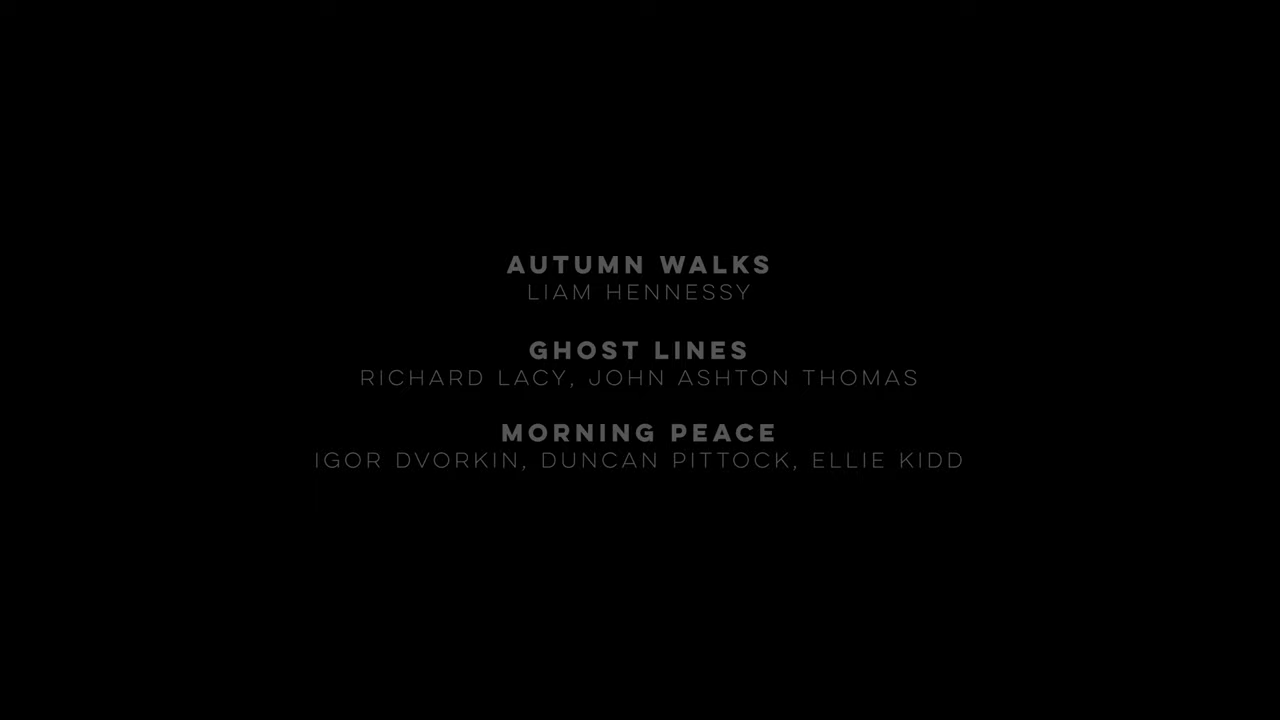 AUTUMN WALKS
LIAM HENNESSY
GHOST LINES
RICHARD LACY, JOHN ASHTON THOMAS
MORNING PEACE
IGOR DVORKIN, DUNCAN PITTOCK, ELLIE KIDD